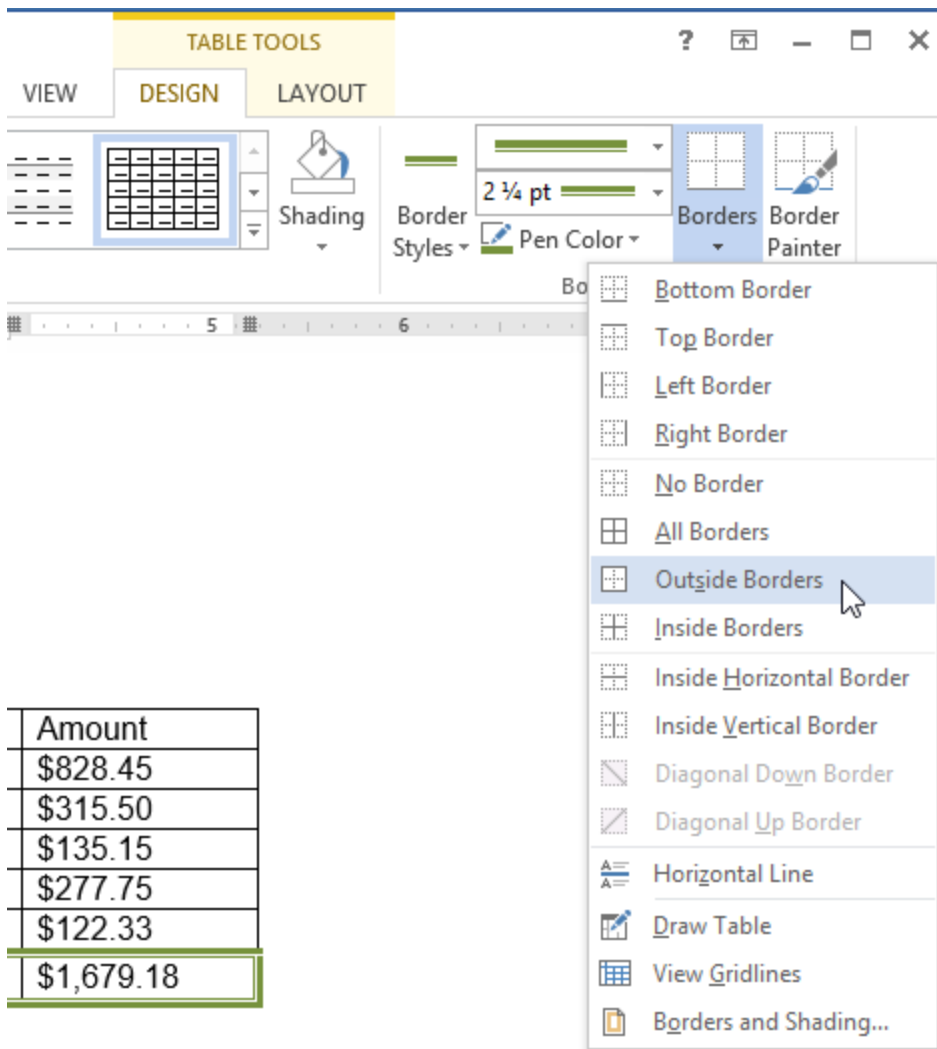 TABLE TOOLS
?
VIEW DESIGN LAYOUT
2 ¼ pt
Shading
Border Styles
Pen Color
Borders
Border Painter
Bo
5 6
Bottom Border
Top Border
Left Border
Right Border
No Border
All Borders
Outside Borders
Inside Borders
Inside Horizontal Border
Inside Vertical Border
Diagonal Down Border
Diagonal Up Border
Horizontal Line
Draw Table
View Gridlines
Borders and Shading...
Amount
$828.45
$315.50
$135.15
$277.75
$122.33
$1,679.18